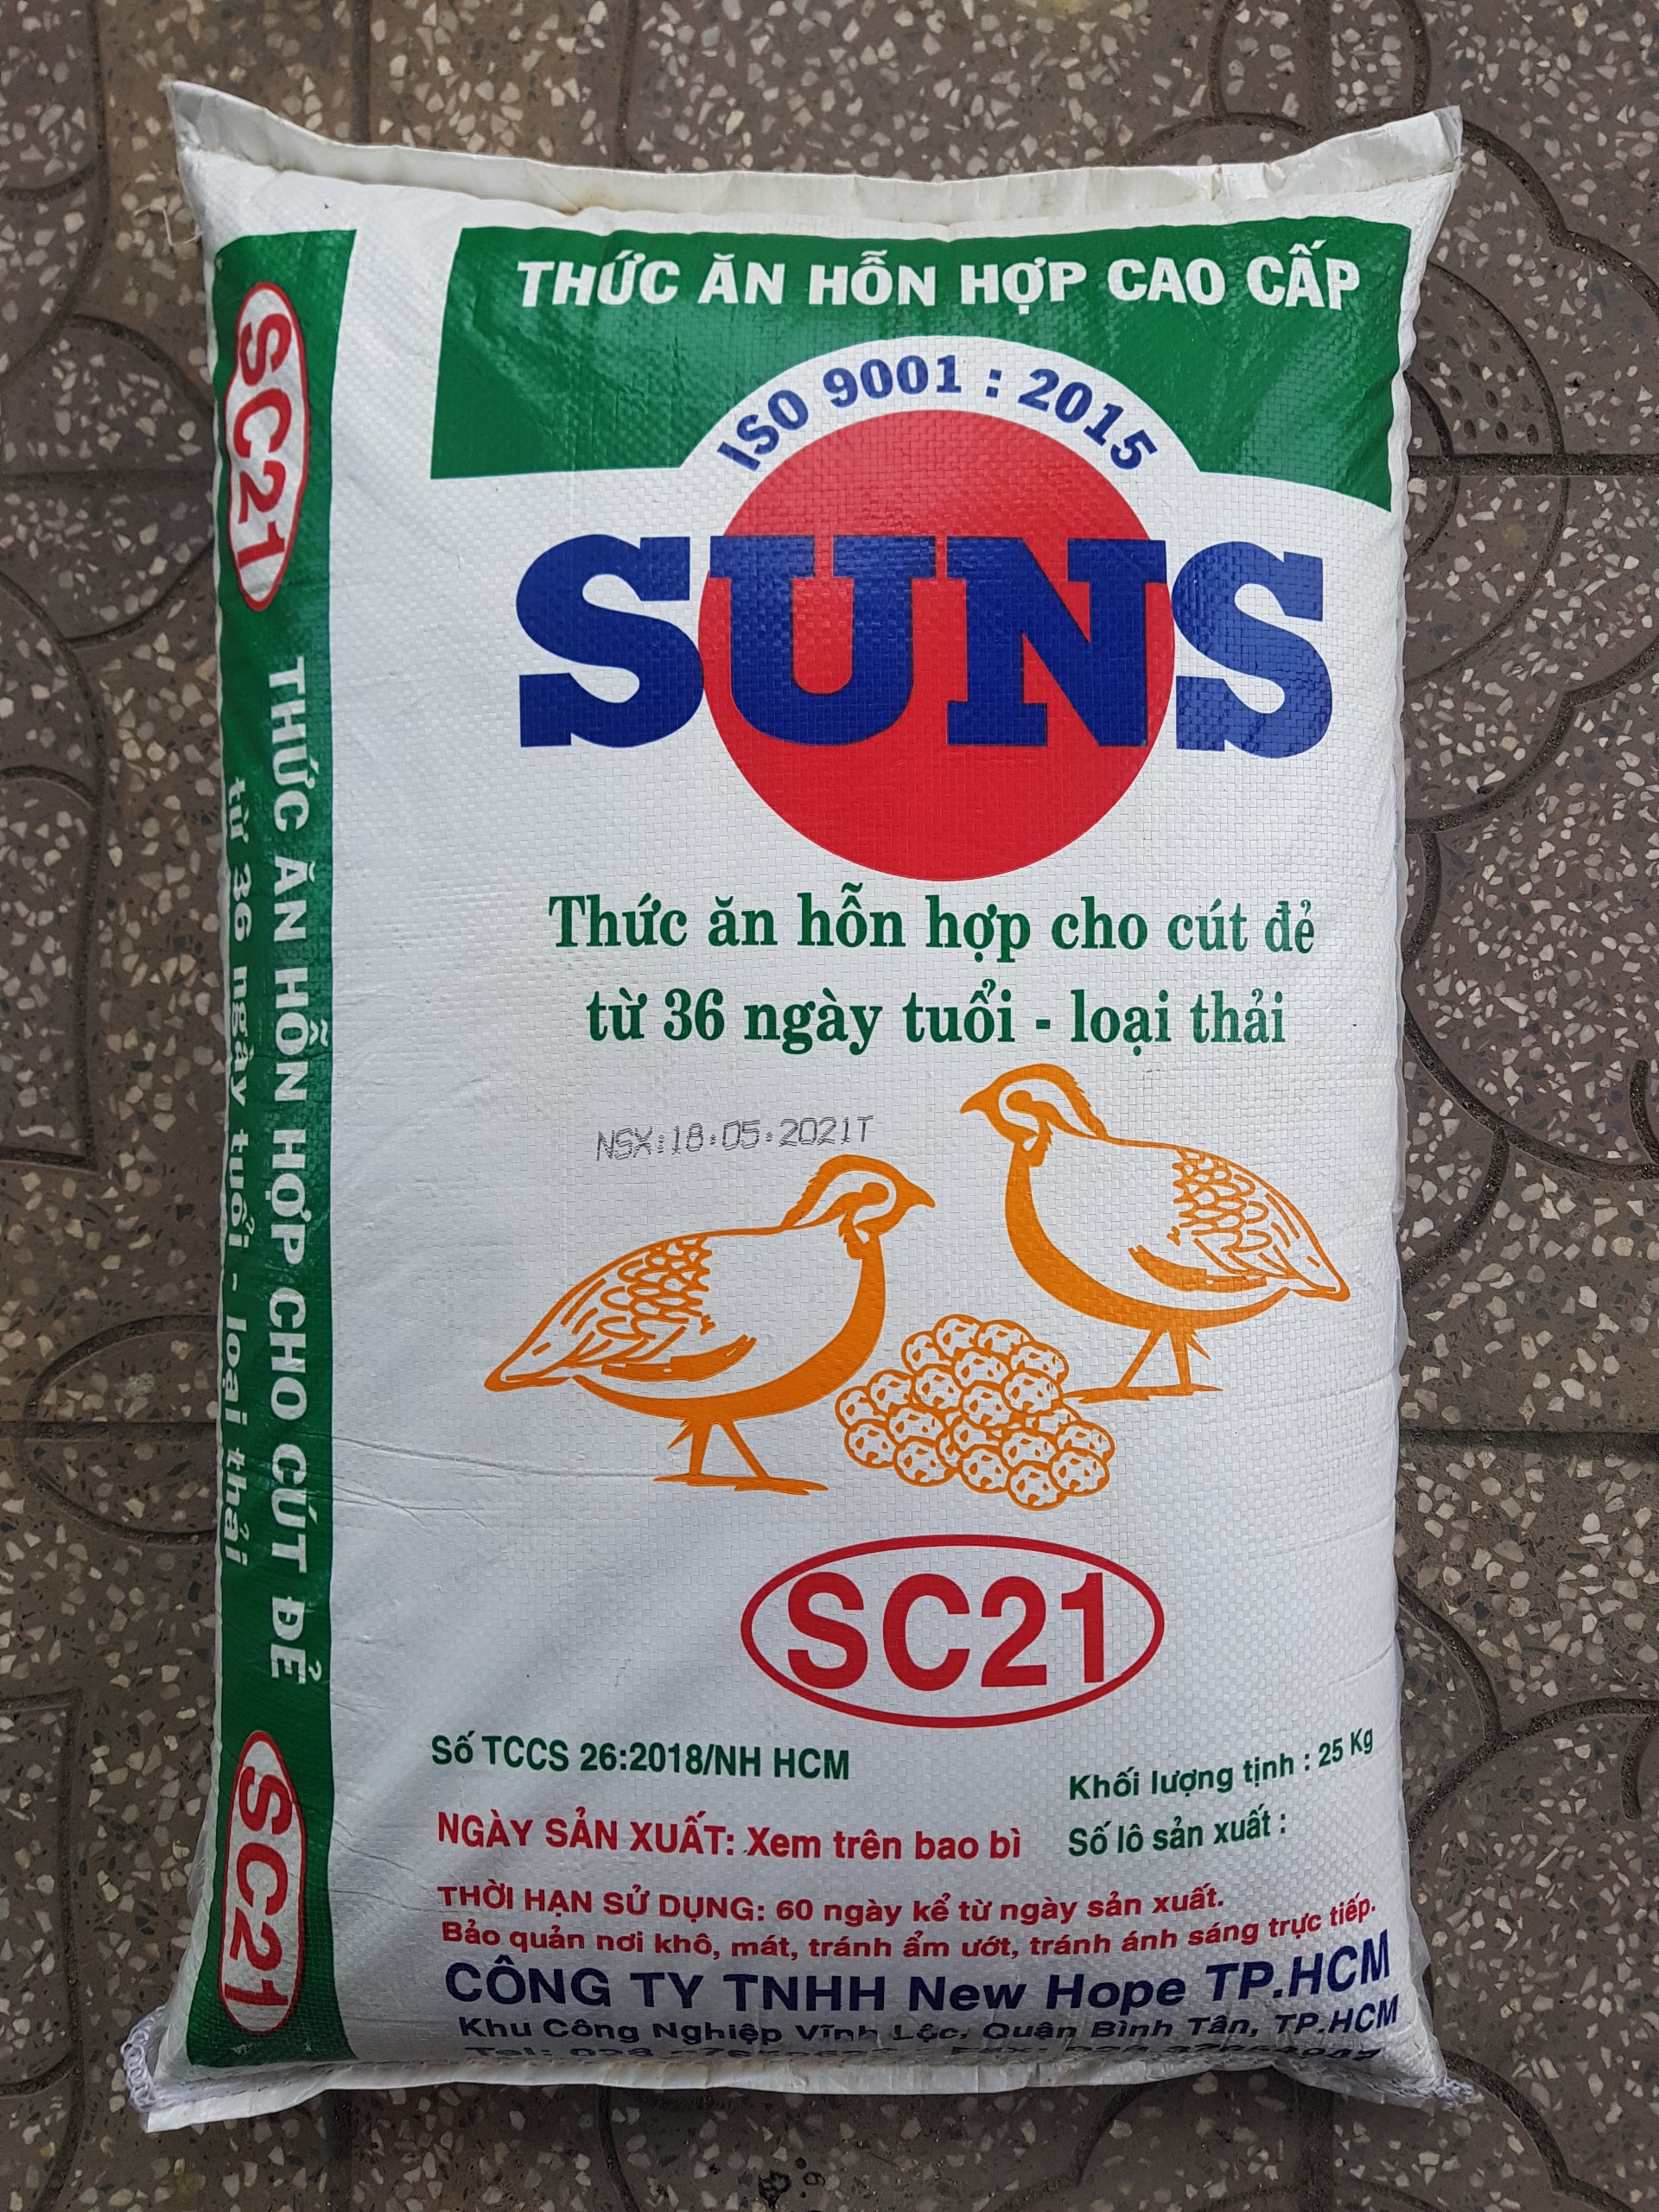 THỨC ĂN HỖN HỢP CAO CẤP
ISO 9001 : 2015
SUNS
Thức ăn hỗn hợp cho cút đẻ
từ 36 ngày tuổi - loại thải
NSX:18.05.2021T
SC21
Số TCCS 26:2018/NH HCM
Khối lượng tịnh : 25 Kg
NGÀY SẢN XUẤT: Xem trên bao bì
Số lô sản xuất :
THỜI HẠN SỬ DỤNG: 60 ngày kể từ ngày sản xuất.
Bảo quản nơi khô, mát, tránh ẩm ướt, tránh ánh sáng trực tiếp.
CÔNG TY TNHH New Hope TP.HCM
Khu Công Nghiệp Vĩnh Lộc, Quận Bình Tân, TP.HCM
Tel: 028
SC21
THỨC ĂN HỖN HỢP CHO CÚT ĐẺ
từ 36 ngày tuổi - loại thải
SC21